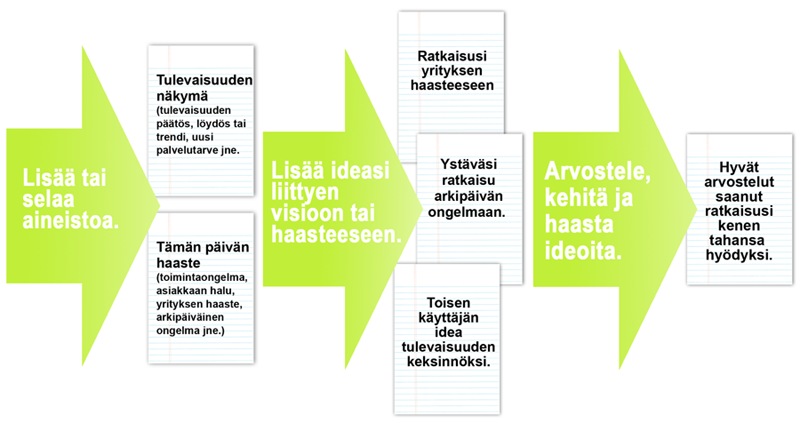 Lisää tai
selaa
aineistoa.
Tulevaisuuden
näkymä
(tulevaisuuden
päätös, löydös tai
trendi, uusi
palvelutarve jne.
Tämän päivän
haaste
(toimintaongelma,
asiakkaan halu,
yrityksen haaste,
arkipäiväinen
ongelma jne.)
Lisää ideasi
liittyen
visioon tai
haasteeseen.
Ratkaisusi
yrityksen
haasteeseen
Ystäväsi
ratkaisu
arkipäivän
ongelmaan.
Toisen
käyttäjän
idea
tulevaisuuden
keksinnöksi.
Arvostele,
kehitä ja
haasta
ideoita.
Hyvät
arvostelut
saanut
ratkaisusi
kenen
tahansa
hyödyksi.